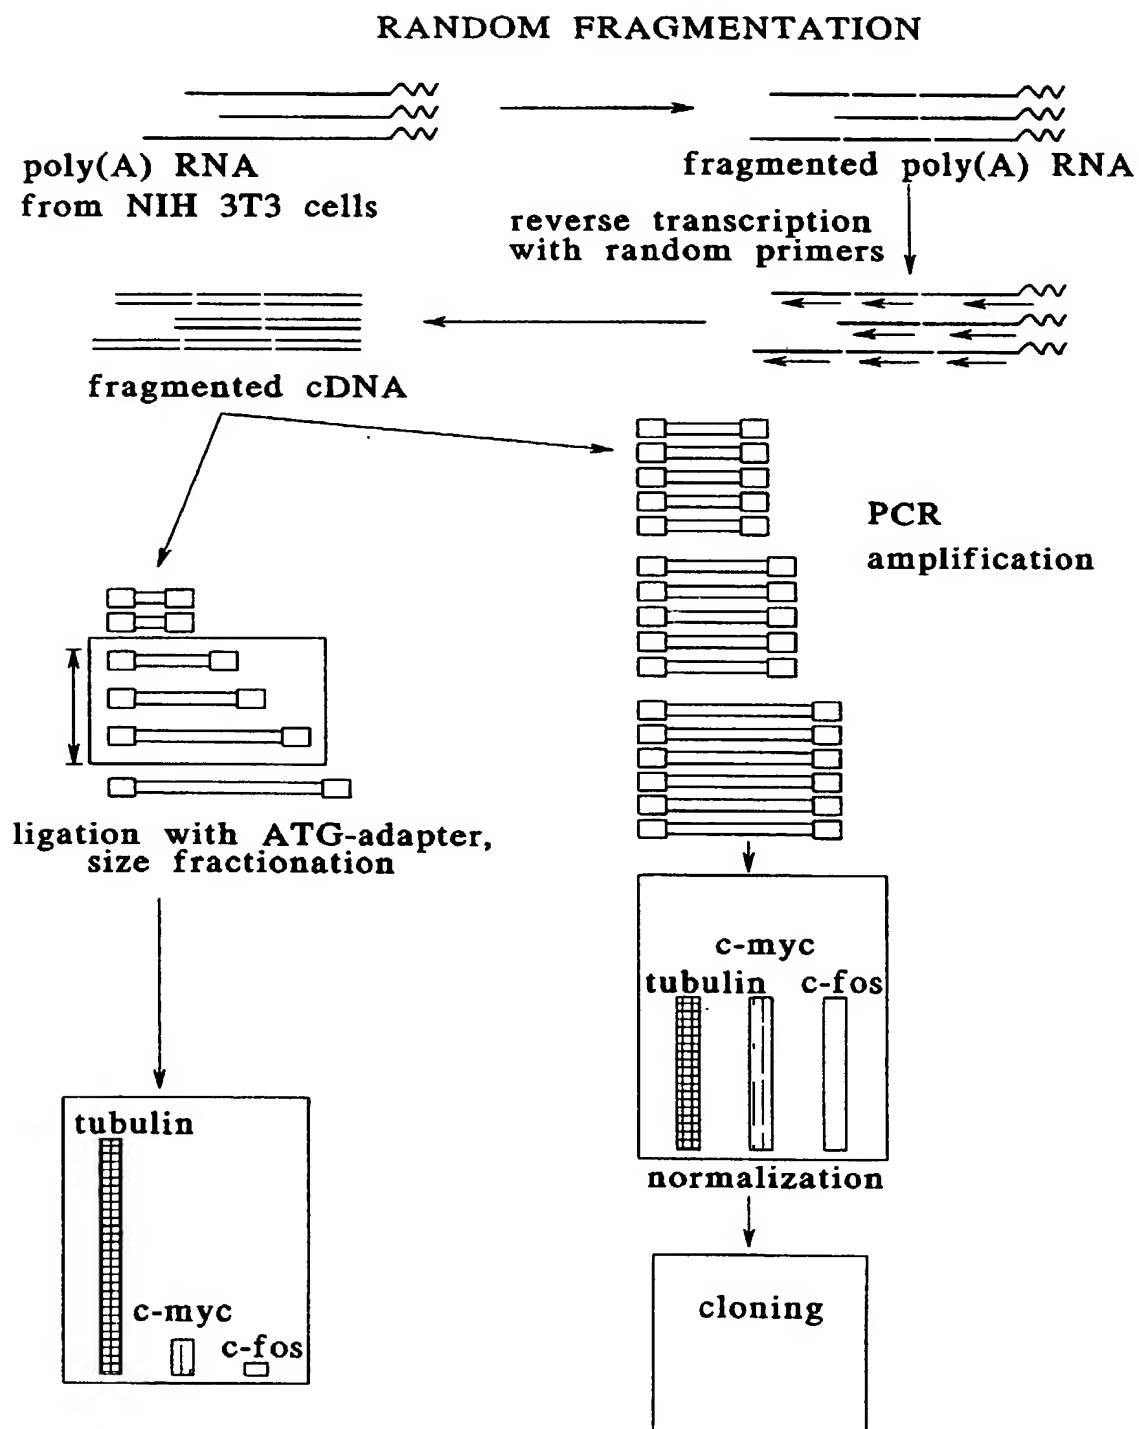 RANDOM FRAGMENTATION
poly(A) RNA
from NIH 3T3 cells
fragmented poly(A) RNA
reverse transcription
with random primers
fragmented cDNA
PCR
amplification
ligation with ATG-adapter,
size fractionation
c-myc
tubulin c-fos
normalization
tubulin
c-myc
c-fos
cloning